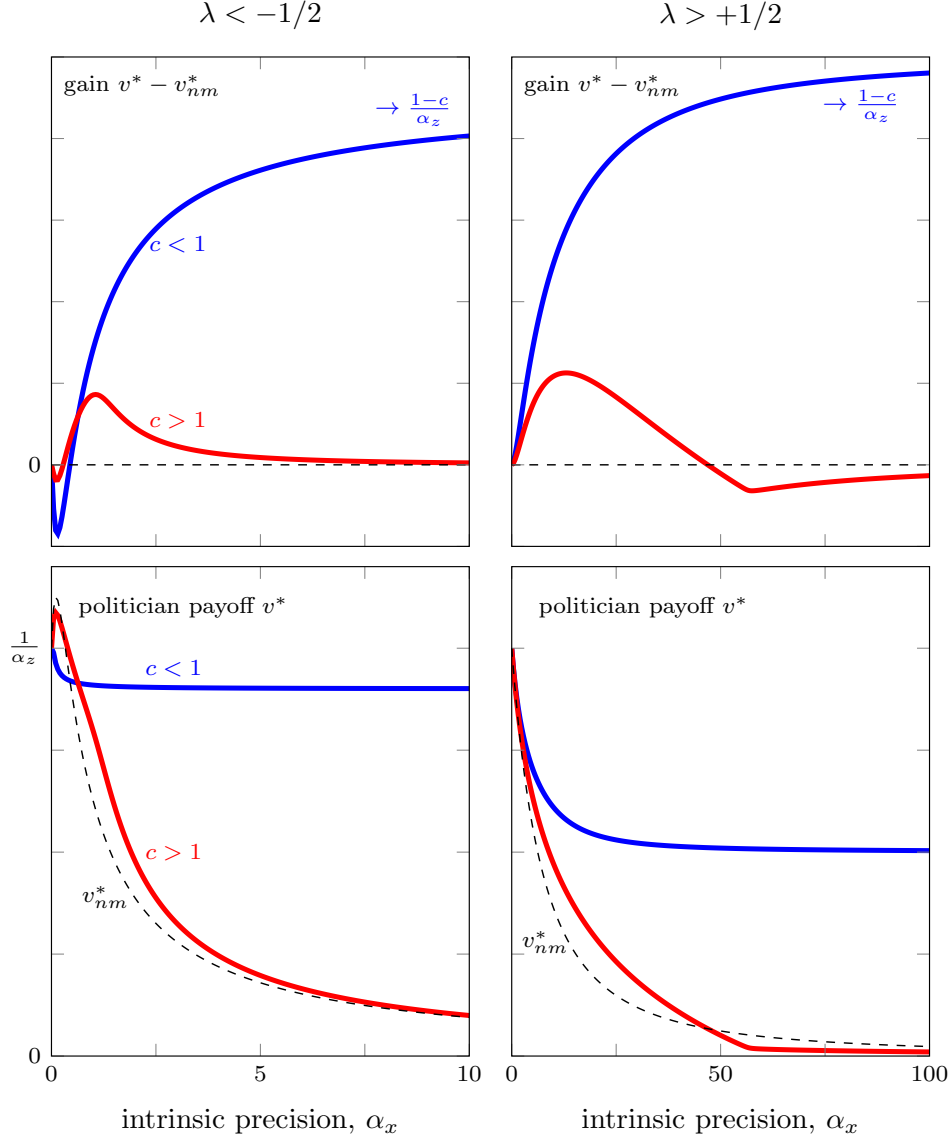 λ < −1/2
λ > +1/2
gain v* − v*nm
→ (1−c)/αz
c < 1
c > 1
0
gain v* − v*nm
→ (1−c)/αz
politician payoff v*
1/αz
c < 1
c > 1
v*nm
0
0 5 10
intrinsic precision, αx
politician payoff v*
v*nm
0 50 100
intrinsic precision, αx